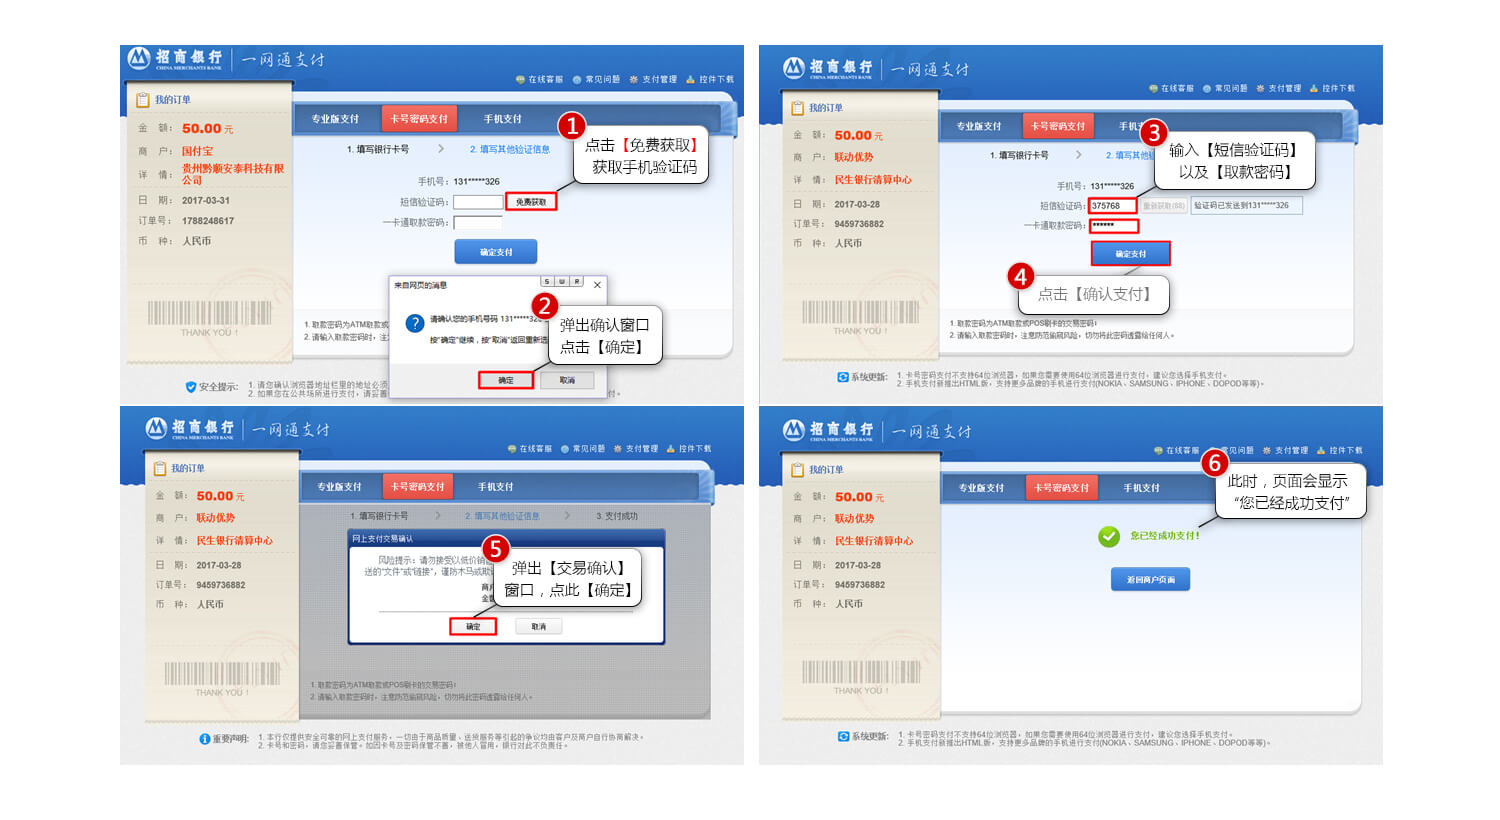 招商银行
CHINA MERCHANTS BANK
一网通支付
在线客服 常见问题 支付管理 控件下载
我的订单
金 额： 50.00 元
商 户： 国付宝
详 情： 贵州黔顺安泰科技有限
公司
日 期： 2017-03-31
订单号： 1788248617
币 种： 人民币
THANK YOU !
专业版支付 卡号密码支付 手机支付
1. 填写银行卡号 > 2. 填写其他验证信息
手机号：131*****326
短信验证码： 免费获取
一卡通取款密码：
确定支付
1
点击【免费获取】
获取手机验证码
来自网页的消息
S W R
请确认您的手机号码 131*****326
按"确定"继续，按"取消"返回重新选
确定 取消
2
弹出确认窗口
点击【确定】
1. 取款密码为ATM取款或
2. 请输入取款密码时，注
安全提示：
1. 请您确认浏览器地址栏里的地址必须
2. 如果您在公共场所进行支付，请妥善
付。
招商银行
CHINA MERCHANTS BANK
一网通支付
在线客服 常见问题 支付管理 控件下载
我的订单
金 额： 50.00 元
商 户： 联动优势
详 情： 民生银行清算中心
日 期： 2017-03-28
订单号： 9459736882
币 种： 人民币
THANK YOU !
专业版支付 卡号密码支付 手机支
1. 填写银行卡号 > 2. 填写其他验
3
输入【短信验证码】
以及【取款密码】
手机号：131*****326
短信验证码： 375768 重新获取(88) 验证码已发送到131*****326
一卡通取款密码： ******
确定支付
4
点击【确认支付】
1. 取款密码为ATM取款或POS刷卡的交易密码！
2. 请输入取款密码时，注意防范偷窥风险，切勿将此密码透露给任何人。
系统更新：
1. 卡号密码支付不支持64位浏览器，如果您需要使用64位浏览器进行支付，建议您选择手机支付。
2. 手机支付新推出HTML版，支持更多品牌的手机进行支付(NOKIA、SAMSUNG、IPHONE、DOPOD等等)。
招商银行
CHINA MERCHANTS BANK
一网通支付
在线客服 常见问题 支付管理 控件下载
我的订单
金 额： 50.00 元
商 户： 联动优势
详 情： 民生银行清算中心
日 期： 2017-03-28
订单号： 9459736882
币 种： 人民币
THANK YOU !
专业版支付 卡号密码支付 手机支付
1. 填写银行卡号 > 2. 填写其他验证信息 > 3. 支付成功
网上支付交易确认
风险提示：请勿接受以低价销
送的"文件"或"链接"，谨防木马或欺
商户
金额
确定 取消
5
弹出【交易确认】
窗口，点此【确定】
1. 取款密码为ATM取款或POS刷卡的交易密码！
2. 请输入取款密码时，注意防范偷窥风险，切勿将此密码透露给任何人。
重要声明：
1. 本行仅提供安全可靠的网上支付服务，一切由于商品质量、送货服务等引起的争议均由客户及商户自行协商解决。
2. 卡号和密码，请您妥善保管。如因卡号及密码保管不善，被他人冒用，银行对此不负责任。
招商银行
CHINA MERCHANTS BANK
一网通支付
在线客服 常见问题 支付管理 控件下载
我的订单
金 额： 50.00 元
商 户： 联动优势
详 情： 民生银行清算中心
日 期： 2017-03-28
订单号： 9459736882
币 种： 人民币
THANK YOU !
专业版支付 卡号密码支付 手机支付
6
此时，页面会显示
“您已经成功支付”
您已经成功支付！
返回商户页面
系统更新：
1. 卡号密码支付不支持64位浏览器，如果您需要使用64位浏览器进行支付，建议您选择手机支付。
2. 手机支付新推出HTML版，支持更多品牌的手机进行支付(NOKIA、SAMSUNG、IPHONE、DOPOD等等)。